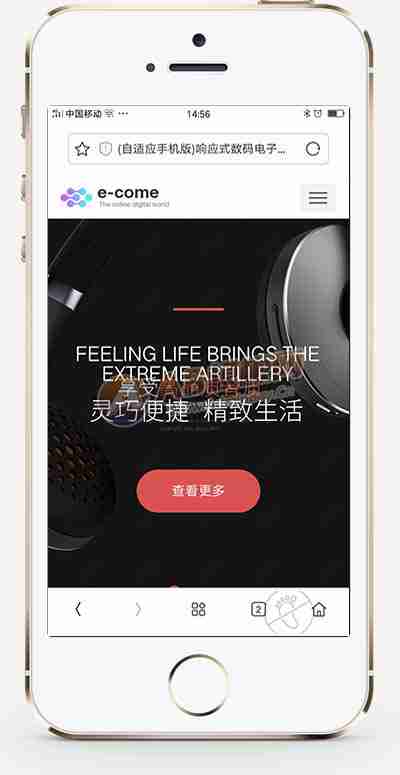 中国移动 ··· 14:56
(自适应手机版)响应式数码电子...
e-come
The online digital world
FEELING LIFE BRINGS THE
EXTREME ARTILLERY
享受
灵巧便捷 精致生活
查看更多
2